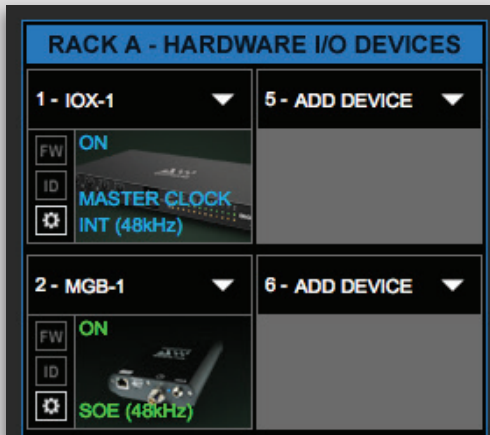 RACK A - HARDWARE I/O DEVICES
1 - IOX-1
5 - ADD DEVICE
FW
ID
ON
MASTER CLOCK
INT (48kHz)
2 - MGB-1
6 - ADD DEVICE
FW
ID
ON
SOE (48kHz)